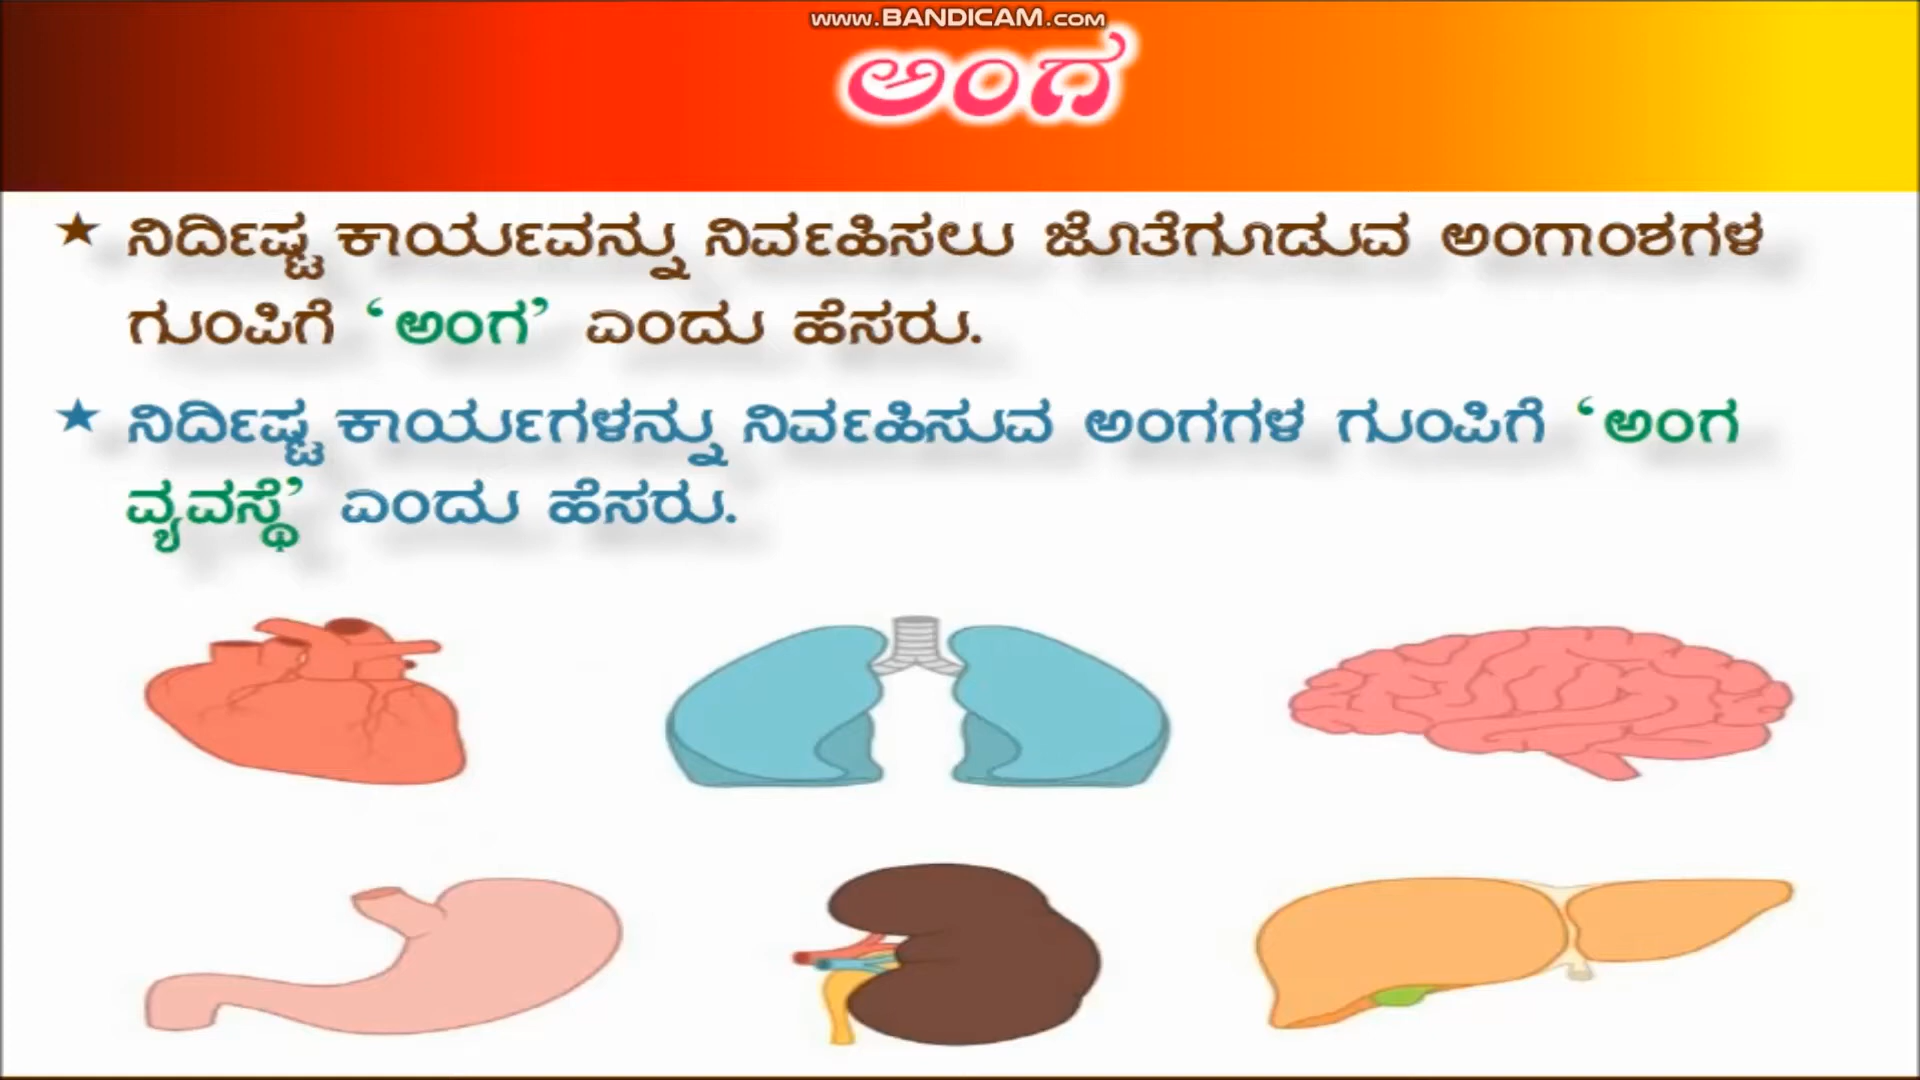 www.BANDICAM.com
ಅಂಗ
★ ನಿರ್ದಿಷ್ಟ ಕಾರ್ಯವನ್ನು ನಿರ್ವಹಿಸಲು ಜೊತೆಗೂಡುವ ಅಂಗಾಂಶಗಳ
ಗುಂಪಿಗೆ ‘ಅಂಗ’ ಎಂದು ಹೆಸರು.
★ ನಿರ್ದಿಷ್ಟ ಕಾರ್ಯಗಳನ್ನು ನಿರ್ವಹಿಸುವ ಅಂಗಗಳ ಗುಂಪಿಗೆ ‘ಅಂಗ
ವ್ಯವಸ್ಥೆ’ ಎಂದು ಹೆಸರು.